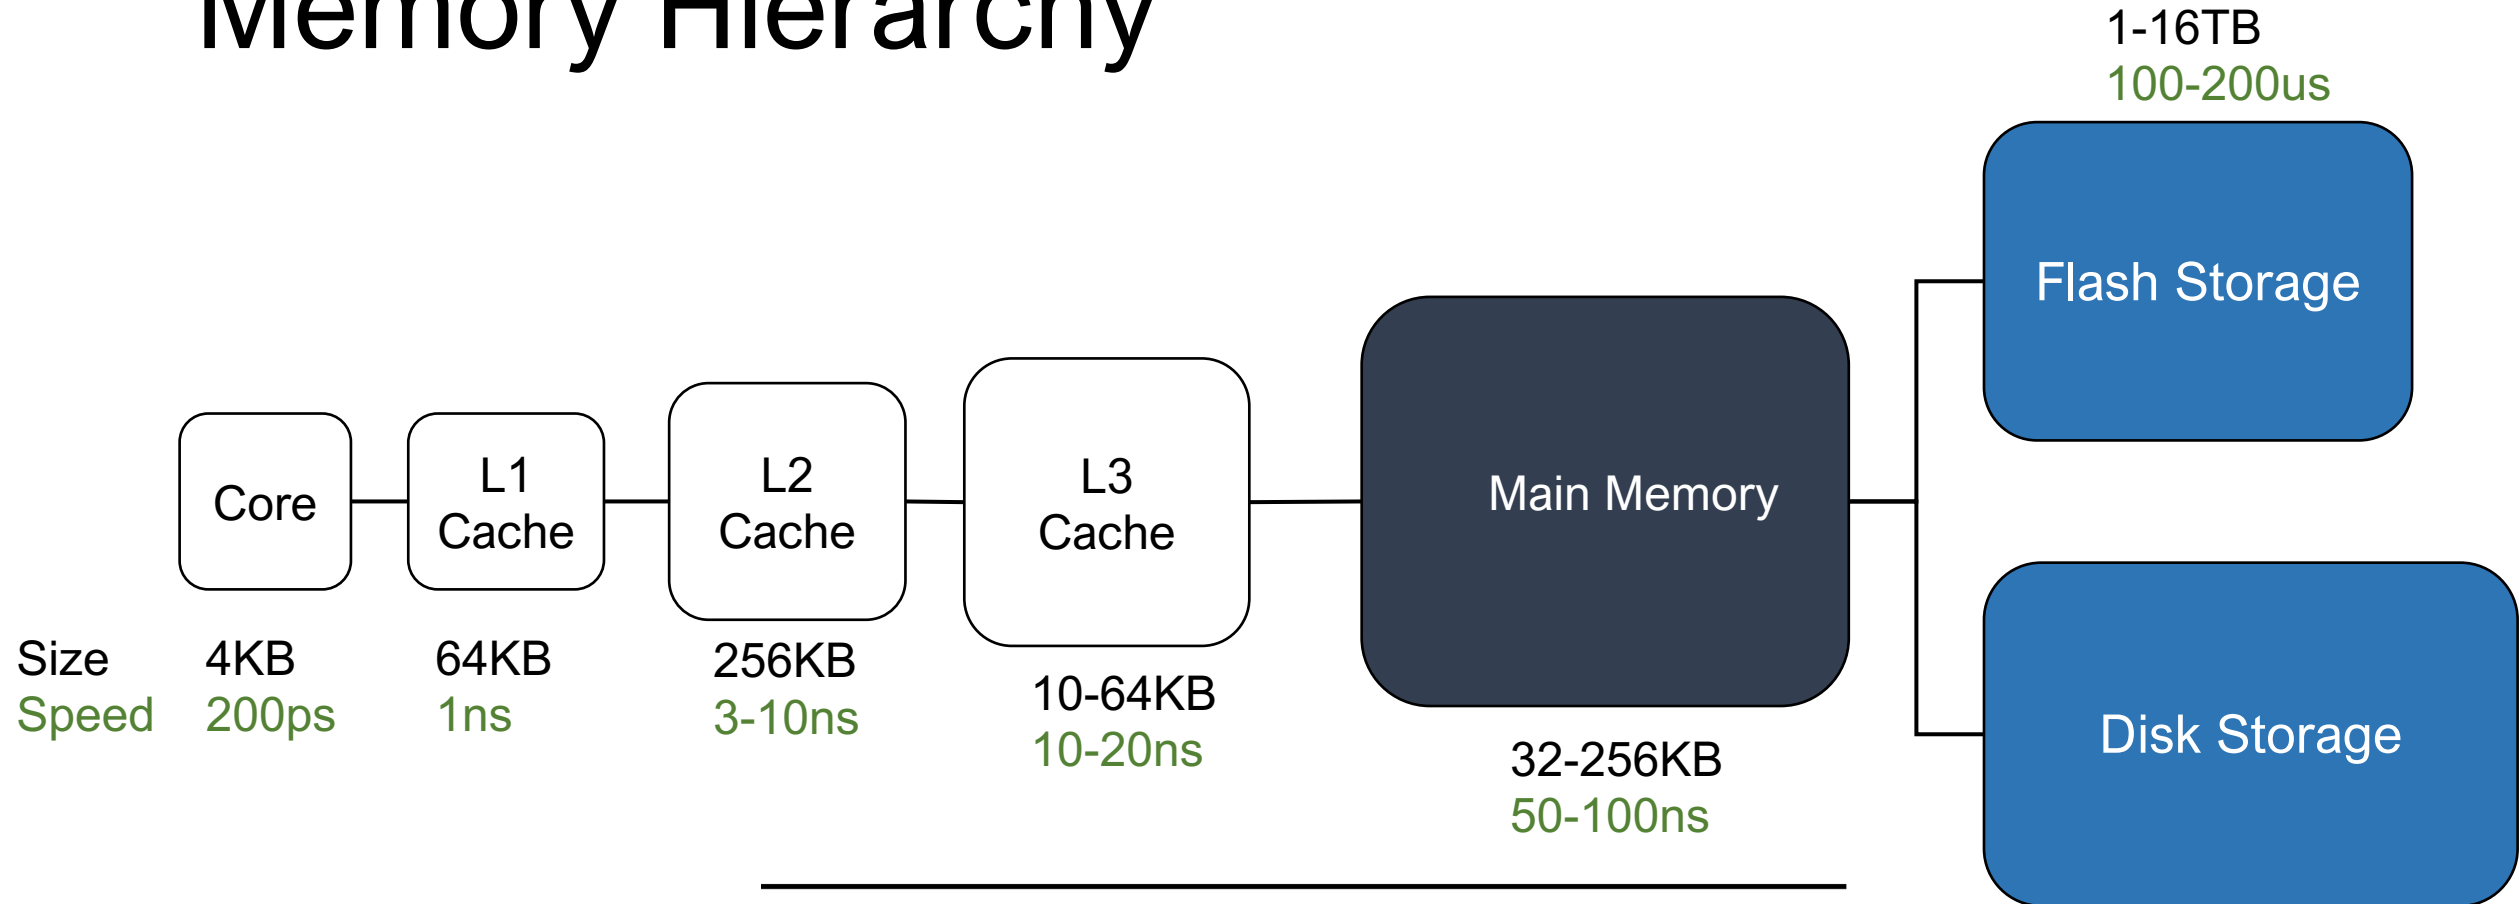 Memory Hierarchy
1-16TB
100-200us
Flash Storage
Core
L1
Cache
L2
Cache
L3
Cache
Main Memory
Disk Storage
Size 4KB 64KB 256KB 10-64KB 32-256KB
Speed 200ps 1ns 3-10ns 10-20ns 50-100ns